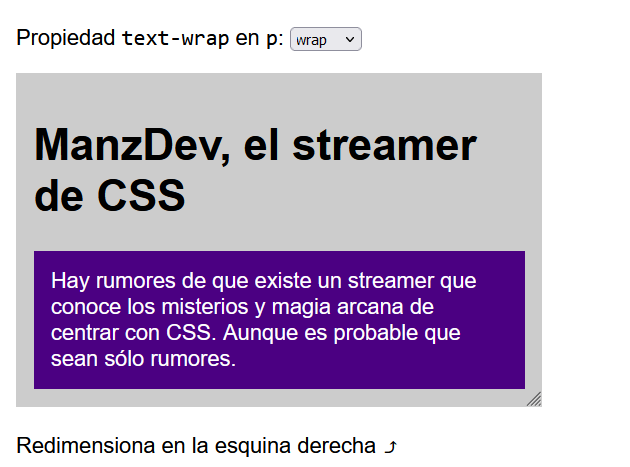 Propiedad text-wrap en p: wrap
ManzDev, el streamer
de CSS
Hay rumores de que existe un streamer que
conoce los misterios y magia arcana de
centrar con CSS. Aunque es probable que
sean sólo rumores.
Redimensiona en la esquina derecha ⤴